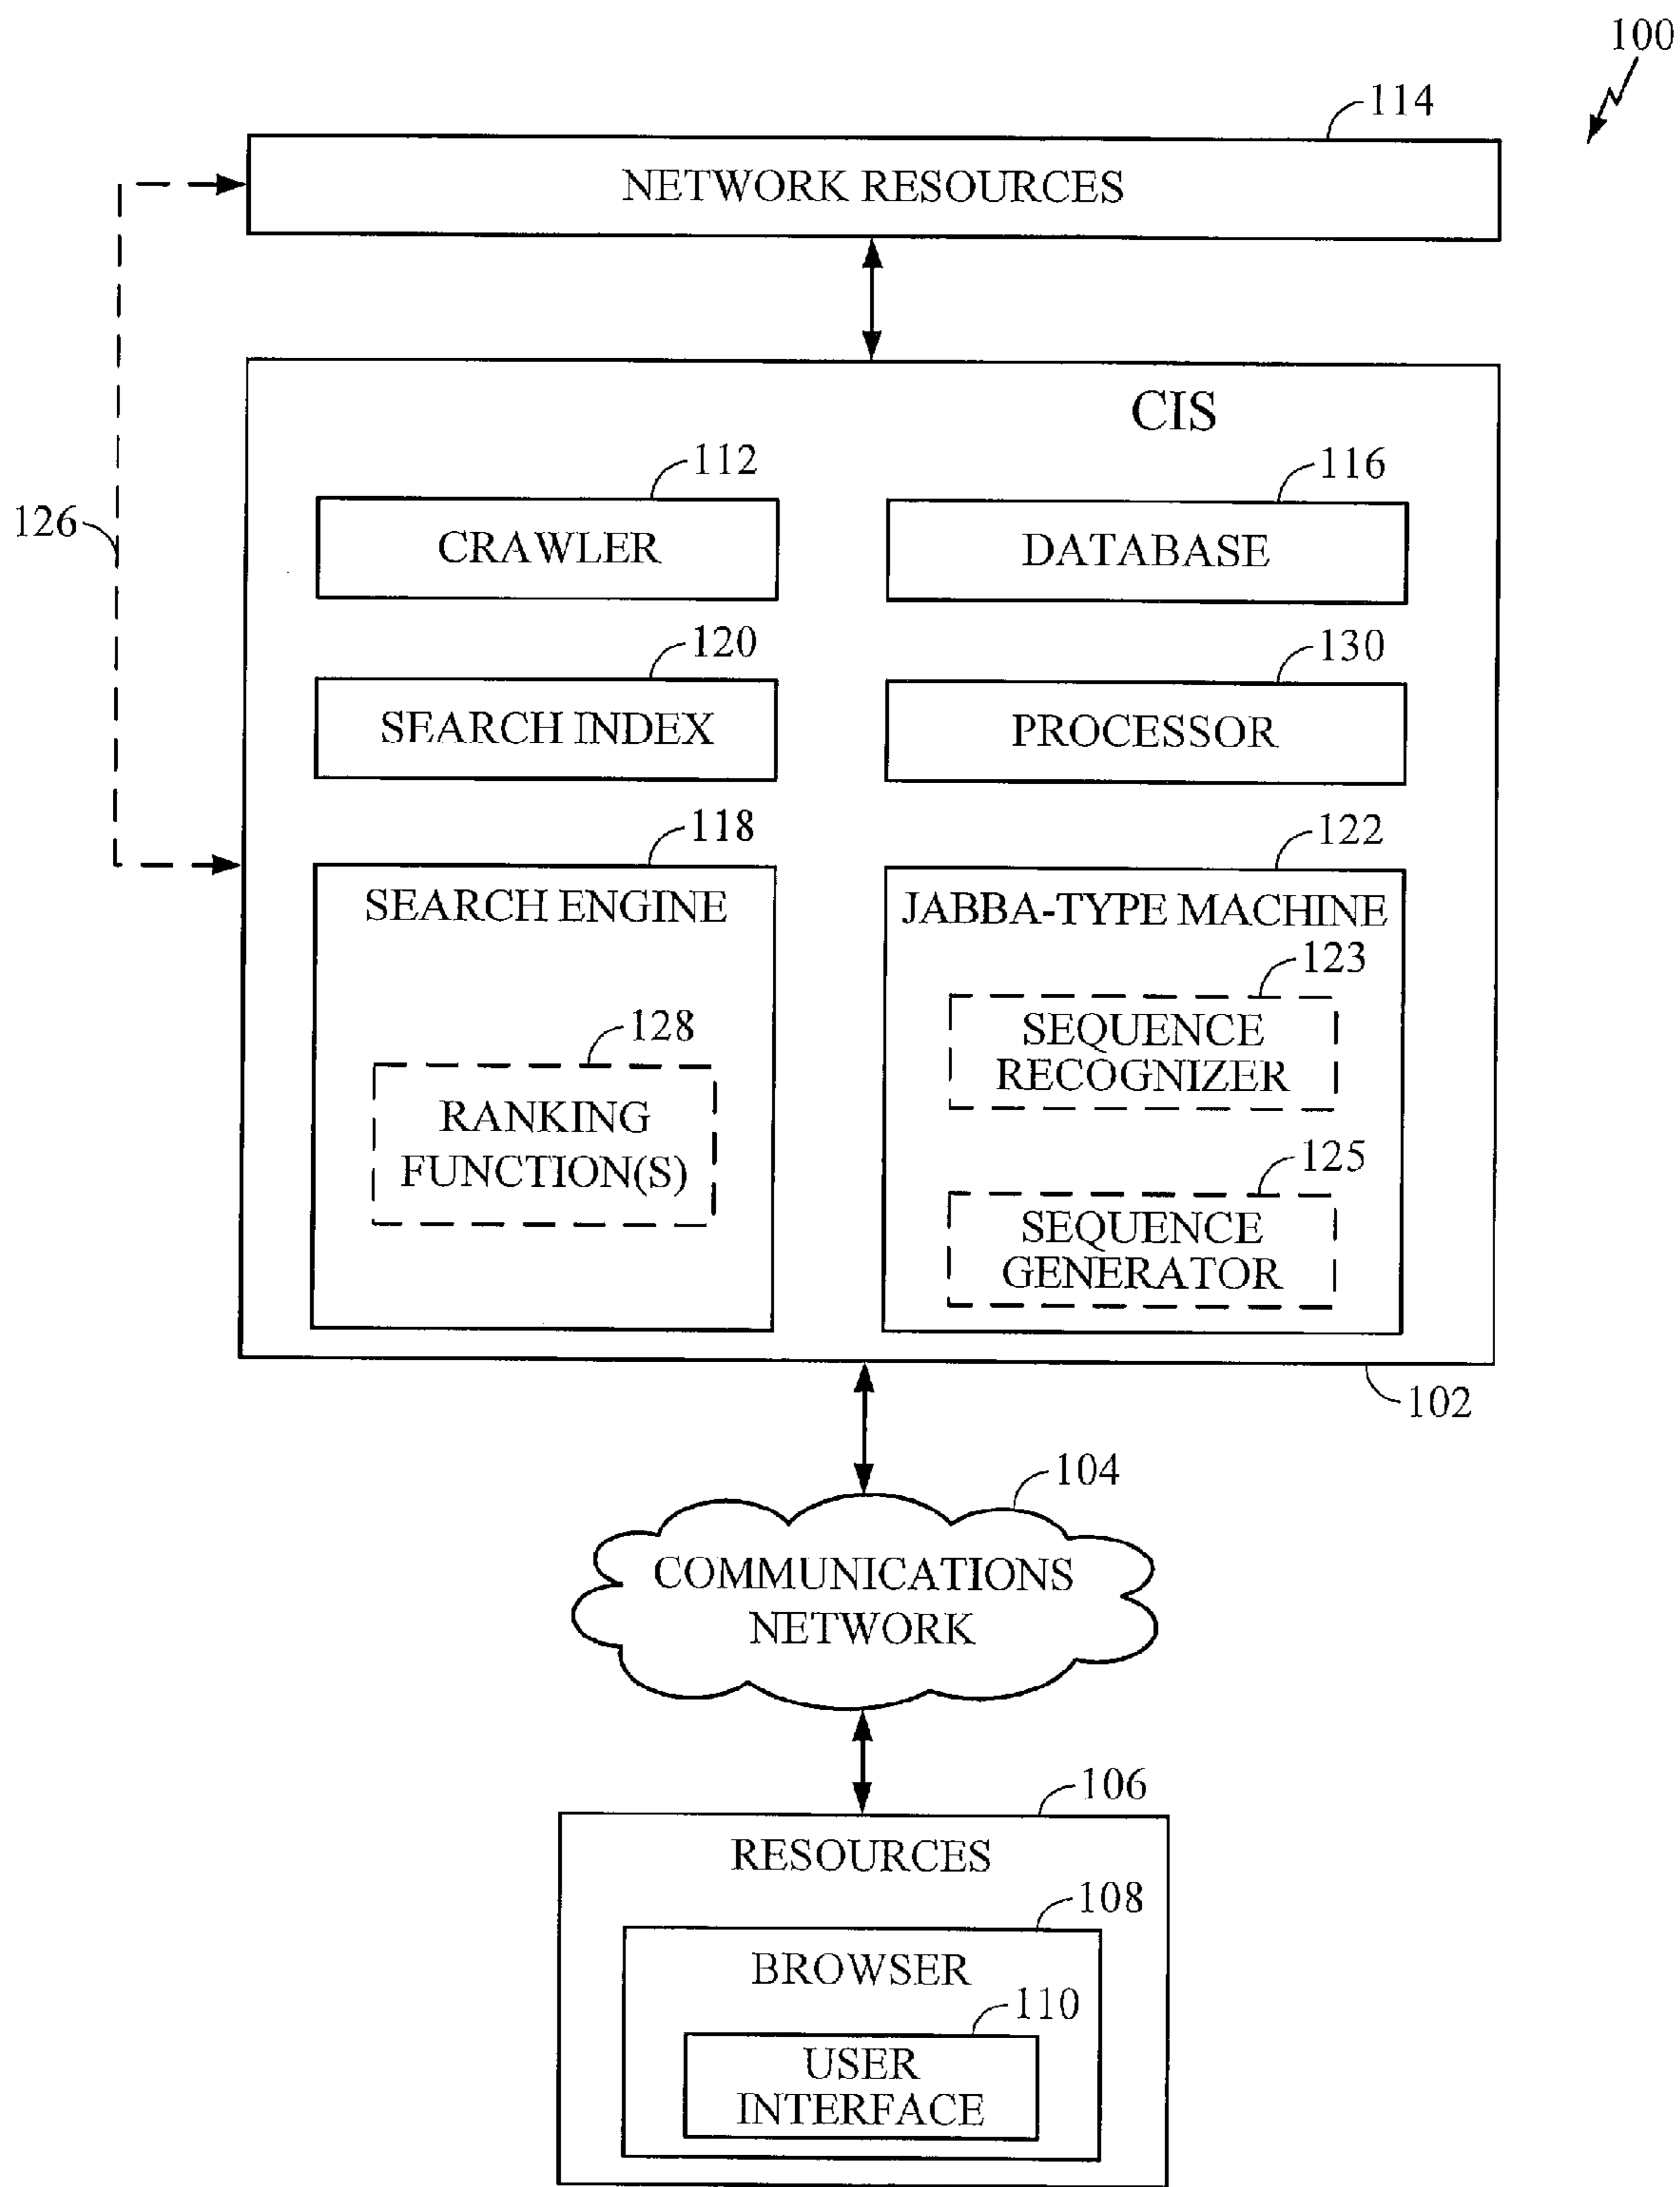 100
114
NETWORK RESOURCES
CIS
112
116
126
CRAWLER
DATABASE
120
130
SEARCH INDEX
PROCESSOR
118
122
SEARCH ENGINE
JABBA-TYPE MACHINE
123
SEQUENCE
RECOGNIZER
128
RANKING
FUNCTION(S)
125
SEQUENCE
GENERATOR
102
104
COMMUNICATIONS
NETWORK
106
RESOURCES
108
BROWSER
110
USER
INTERFACE